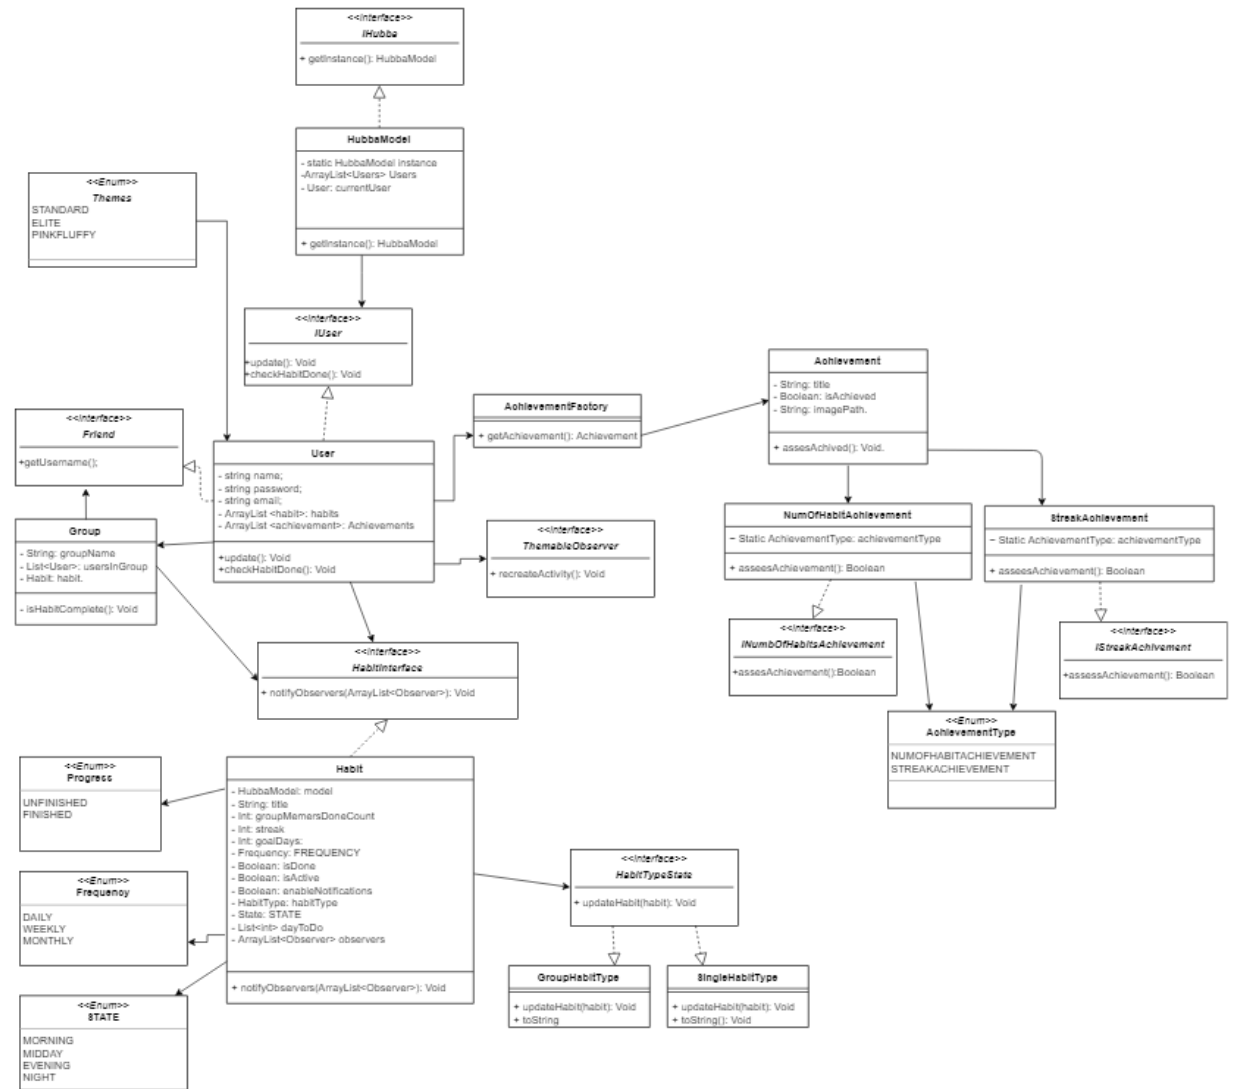 <<interface>>
IHubba
+ getInstance(): HubbaModel
HubbaModel
- static HubbaModel instance
-ArrayList<Users> Users
- User: currentUser
+ getInstance(): HubbaModel
<<Enum>>
Themes
STANDARD
ELITE
PINKFLUFFY
<<interface>>
IUser
+update(): Void
+checkHabitDone(): Void
<<interface>>
Friend
+getUsername();
User
- string name;
- string password;
- string email;
- ArrayList <habit>: habits
- ArrayList <achievement>: Achievements
+update(): Void
+checkHabitDone(): Void
AchievementFactory
+ getAchievement(): Achievement
Achievement
- String: title
- Boolean: isAchieved
- String: imagePath.
+ assesAchived(): Void.
Group
- String: groupName
- List<User>: usersInGroup
- Habit: habit.
- isHabitComplete(): Void
<<interface>>
ThemableObserver
+ recreateActivity(): Void
NumOfHabitAchievement
- Static AchievementType: achievementType
+ asseesAchievement(): Boolean
StreakAchievement
- Static AchievementType: achievementType
+ asseesAchievement(): Boolean
<<interface>>
INumbOfHabitsAchievement
+assesAchievement():Boolean
<<interface>>
IStreakAchivement
+assessAchievement(): Boolean
<<interface>>
HabitInterface
+ notifyObservers(ArrayList<Observer>): Void
<<Enum>>
AchievementType
NUMOFHABITACHIEVEMENT
STREAKACHIEVEMENT
<<Enum>>
Progress
UNFINISHED
FINISHED
Habit
- HubbaModel: model
- String: title
- Int: groupMemersDoneCount
- Int: streak
- Int: goalDays:
- Frequency: FREQUENCY
- Boolean: isDone
- Boolean: isActive
- Boolean: enableNotifications
- HabitType: habitType
- State: STATE
- List<int> dayToDo
- ArrayList<Observer> observers
+ notifyObservers(ArrayList<Observer>): Void
<<Enum>>
Frequency
DAILY
WEEKLY
MONTHLY
<<interface>>
HabitTypeState
+ updateHabit(habit): Void
GroupHabitType
+ updateHabit(habit): Void
+ toString
SingleHabitType
+ updateHabit(habit): Void
+ toString(): Void
<<Enum>>
STATE
MORNING
MIDDAY
EVENING
NIGHT